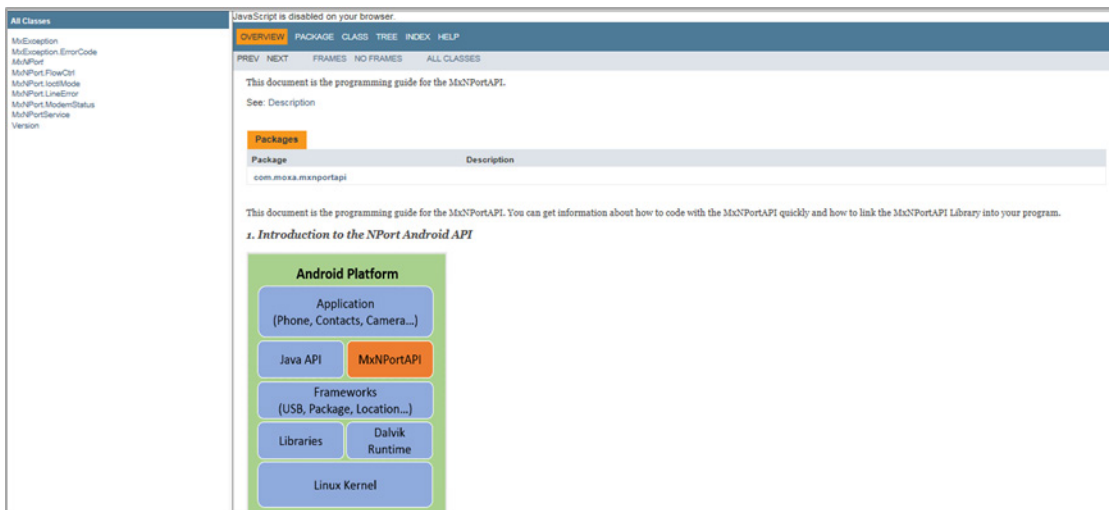 All Classes
MxException
MxException.ErrorCode
MxNPort
MxNPort.FlowCtrl
MxNPort.IoctlMode
MxNPort.LineError
MxNPort.ModemStatus
MxNPortService
Version
JavaScript is disabled on your browser.
OVERVIEW PACKAGE CLASS TREE INDEX HELP
PREV NEXT FRAMES NO FRAMES ALL CLASSES
This document is the programming guide for the MxNPortAPI.
See: Description
Packages
Package Description
com.moxa.mxnportapi
This document is the programming guide for the MxNPortAPI. You can get information about how to code with the MxNPortAPI quickly and how to link the MxNPortAPI Library into your program.
1. Introduction to the NPort Android API
Android Platform
Application
(Phone, Contacts, Camera...)
Java API MxNPortAPI
Frameworks
(USB, Package, Location...)
Libraries Dalvik
Runtime
Linux Kernel